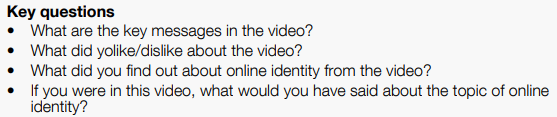 Key questions
• What are the key messages in the video?
• What did yolike/dislike about the video?
• What did you find out about online identity from the video?
• If you were in this video, what would you have said about the topic of online
identity?